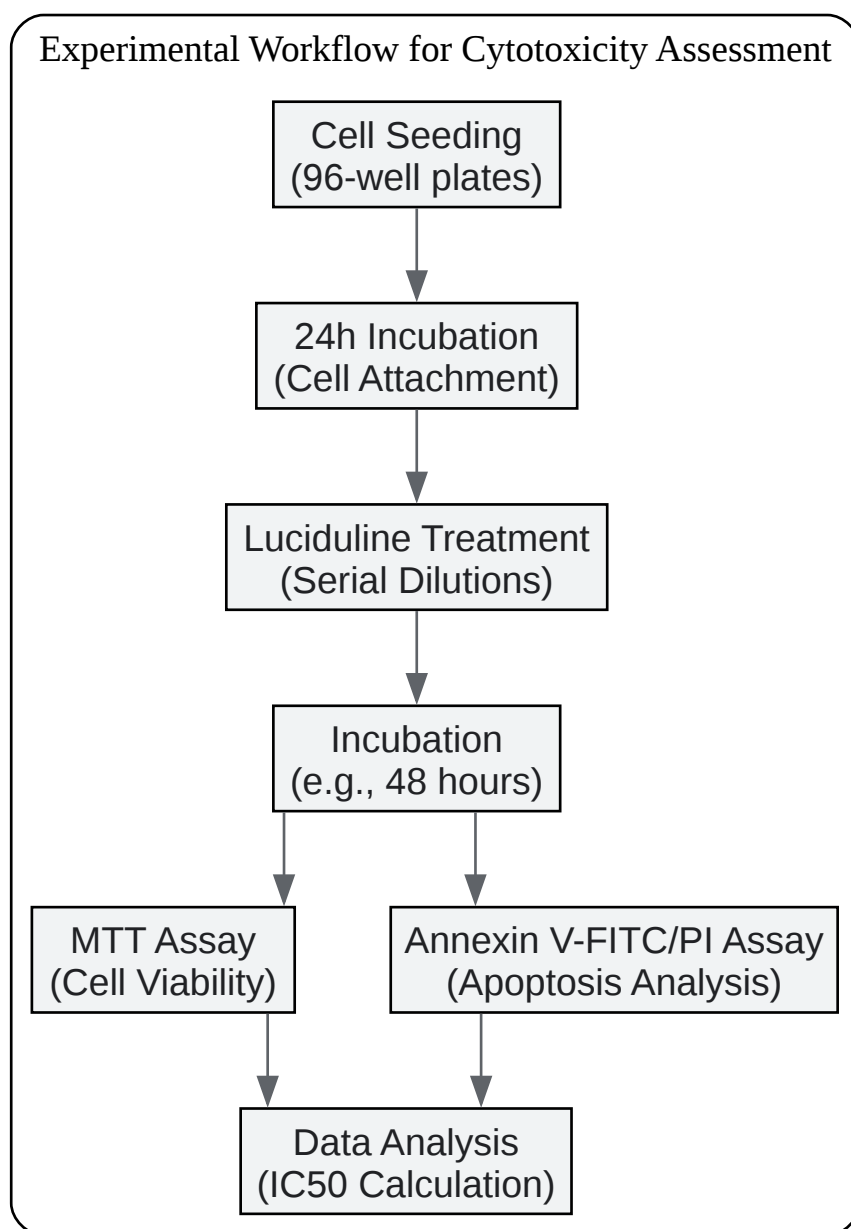 Experimental Workflow for Cytotoxicity Assessment
Cell Seeding
(96-well plates)
24h Incubation
(Cell Attachment)
Luciduline Treatment
(Serial Dilutions)
Incubation
(e.g., 48 hours)
MTT Assay
(Cell Viability)
Annexin V-FITC/PI Assay
(Apoptosis Analysis)
Data Analysis
(IC50 Calculation)